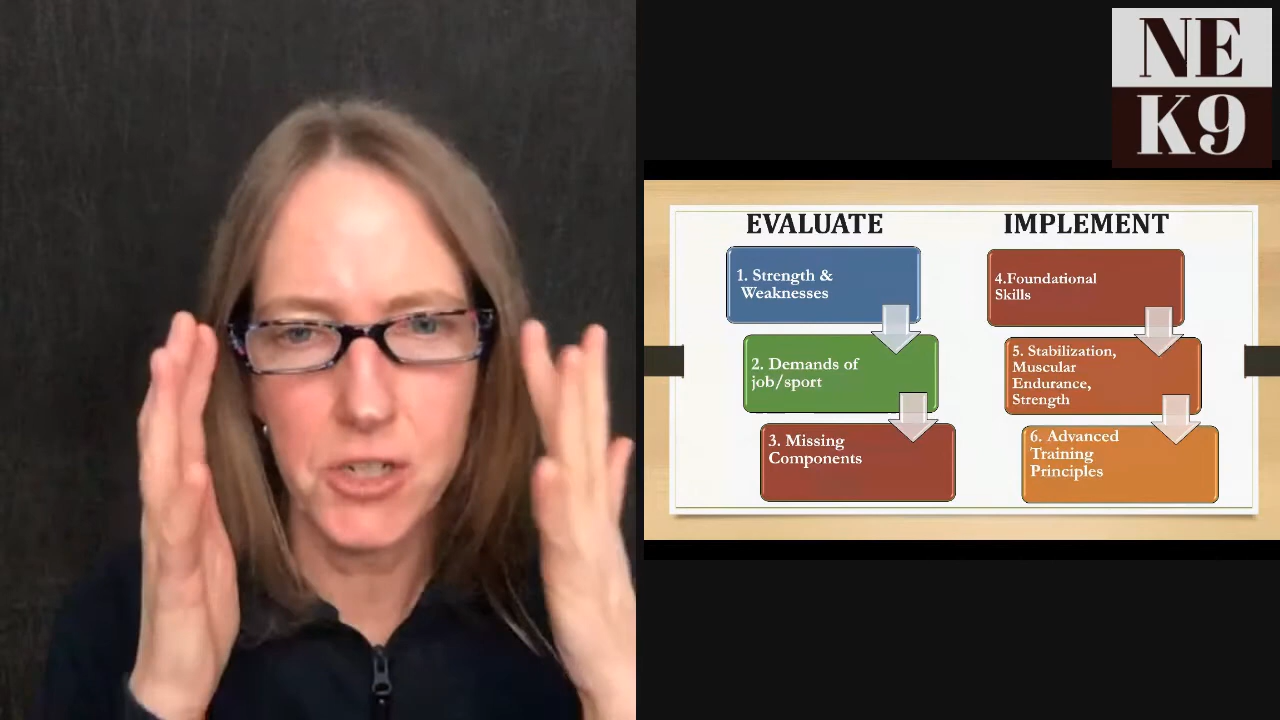 NE
K9
EVALUATE
1. Strength &
Weaknesses
2. Demands of
job/sport
3. Missing
Components
IMPLEMENT
4.Foundational
Skills
5. Stabilization,
Muscular
Endurance,
Strength
6. Advanced
Training
Principles